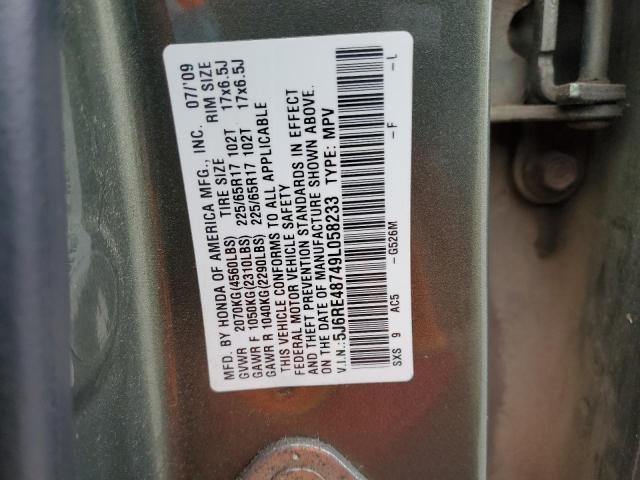 MFD. BY HONDA OF AMERICA MFG., INC. 07/'09
GVWR 2070KG(4560LBS) TIRE SIZE RIM SIZE
GAWR F 1050KG(2310LBS) 225/65R17 102T 17x6.5J
GAWR R 1040KG(2290LBS) 225/65R17 102T 17x6.5J
THIS VEHICLE CONFORMS TO ALL APPLICABLE
FEDERAL MOTOR VEHICLE SAFETY
AND THEFT PREVENTION STANDARDS IN EFFECT
ON THE DATE OF MANUFACTURE SHOWN ABOVE.
V.I.N.: 5J6RE48749L058233 TYPE: MPV
SXS 9 AC5 -G526M -F -L